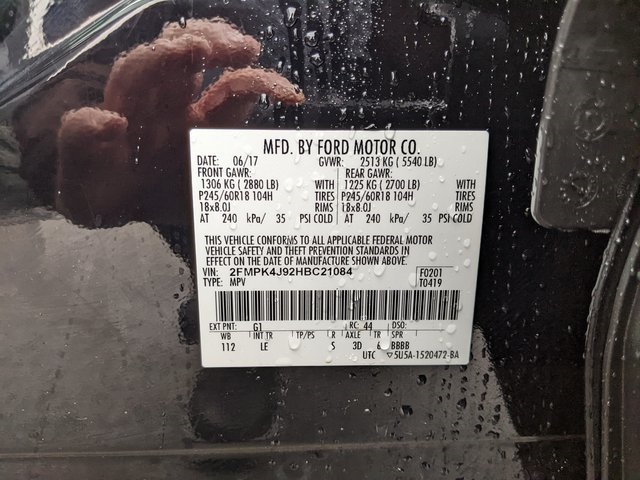 MFD. BY FORD MOTOR CO.
DATE: 06/17 GVWR: 2513 KG ( 5540 LB)
FRONT GAWR: REAR GAWR:
1306 KG ( 2880 LB) WITH 1225 KG ( 2700 LB) WITH
P245/60R18 104H TIRES P245/60R18 104H TIRES
18x8.0J RIMS 18x8.0J RIMS
AT 240 kPa/ 35 PSI COLD AT 240 kPa/ 35 PSI COLD
THIS VEHICLE CONFORMS TO ALL APPLICABLE FEDERAL MOTOR
VEHICLE SAFETY AND THEFT PREVENTION STANDARDS IN
EFFECT ON THE DATE OF MANUFACTURE SHOWN ABOVE.
VIN: 2FMPK4J92HBC21084 F0201
TYPE: MPV T0419
EXT PNT: G1 RC: 44 DSO:
WB INT TR TP/PS R AXLE TR SPR
112 LE S 3D 6 BBBB
UTC ▽5U5A-1520472-BA